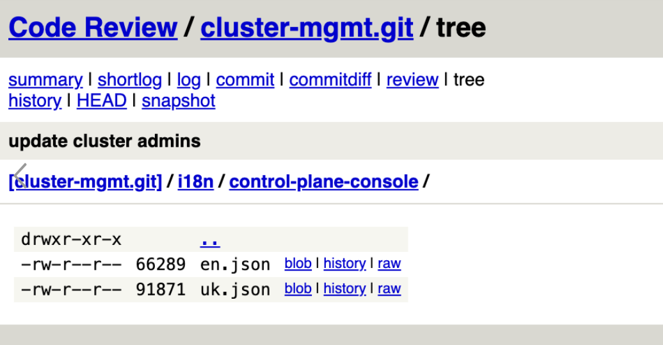 Code Review / cluster-mgmt.git / tree
summary | shortlog | log | commit | commitdiff | review | tree
history | HEAD | snapshot
update cluster admins
[cluster-mgmt.git] / i18n / control-plane-console /
drwxr-xr-x ..
-rw-r--r-- 66289 en.json blob | history | raw
-rw-r--r-- 91871 uk.json blob | history | raw